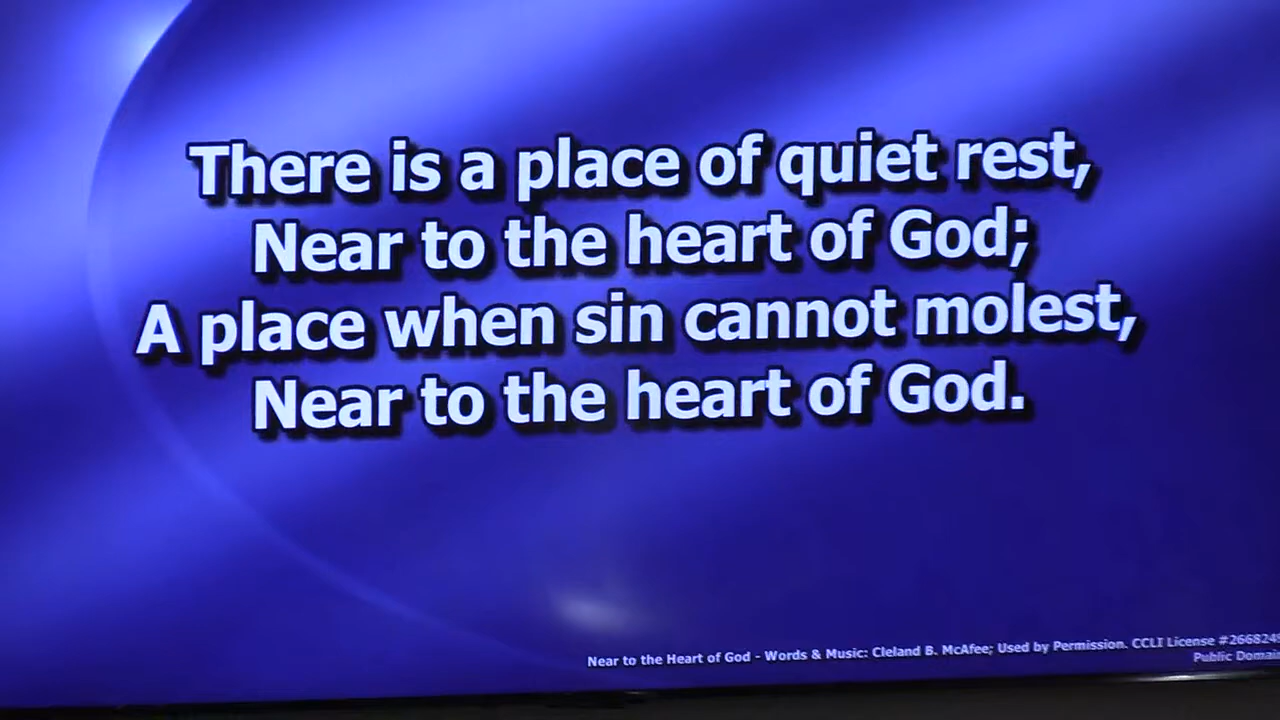 There is a place of quiet rest,
Near to the heart of God;
A place when sin cannot molest,
Near to the heart of God.
Near to the Heart of God - Words & Music: Cleland B. McAfee; Used by Permission. CCLI License #2668249
Public Domain